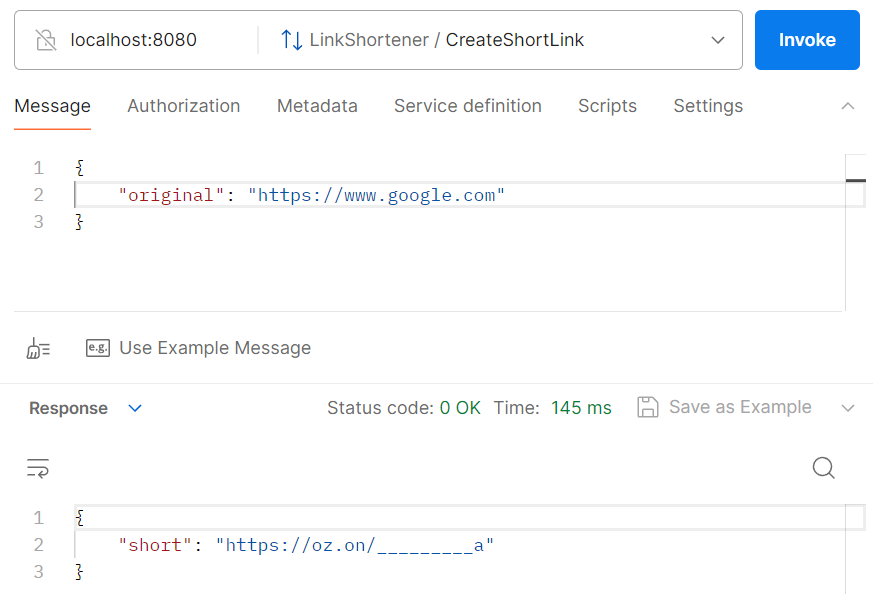 localhost:8080 LinkShortener / CreateShortLink Invoke
Message Authorization Metadata Service definition Scripts Settings
1 {
2 "original": "https://www.google.com"
3 }
e.g. Use Example Message
Response Status code: 0 OK Time: 145 ms Save as Example
1 {
2 "short": "https://oz.on/_________a"
3 }